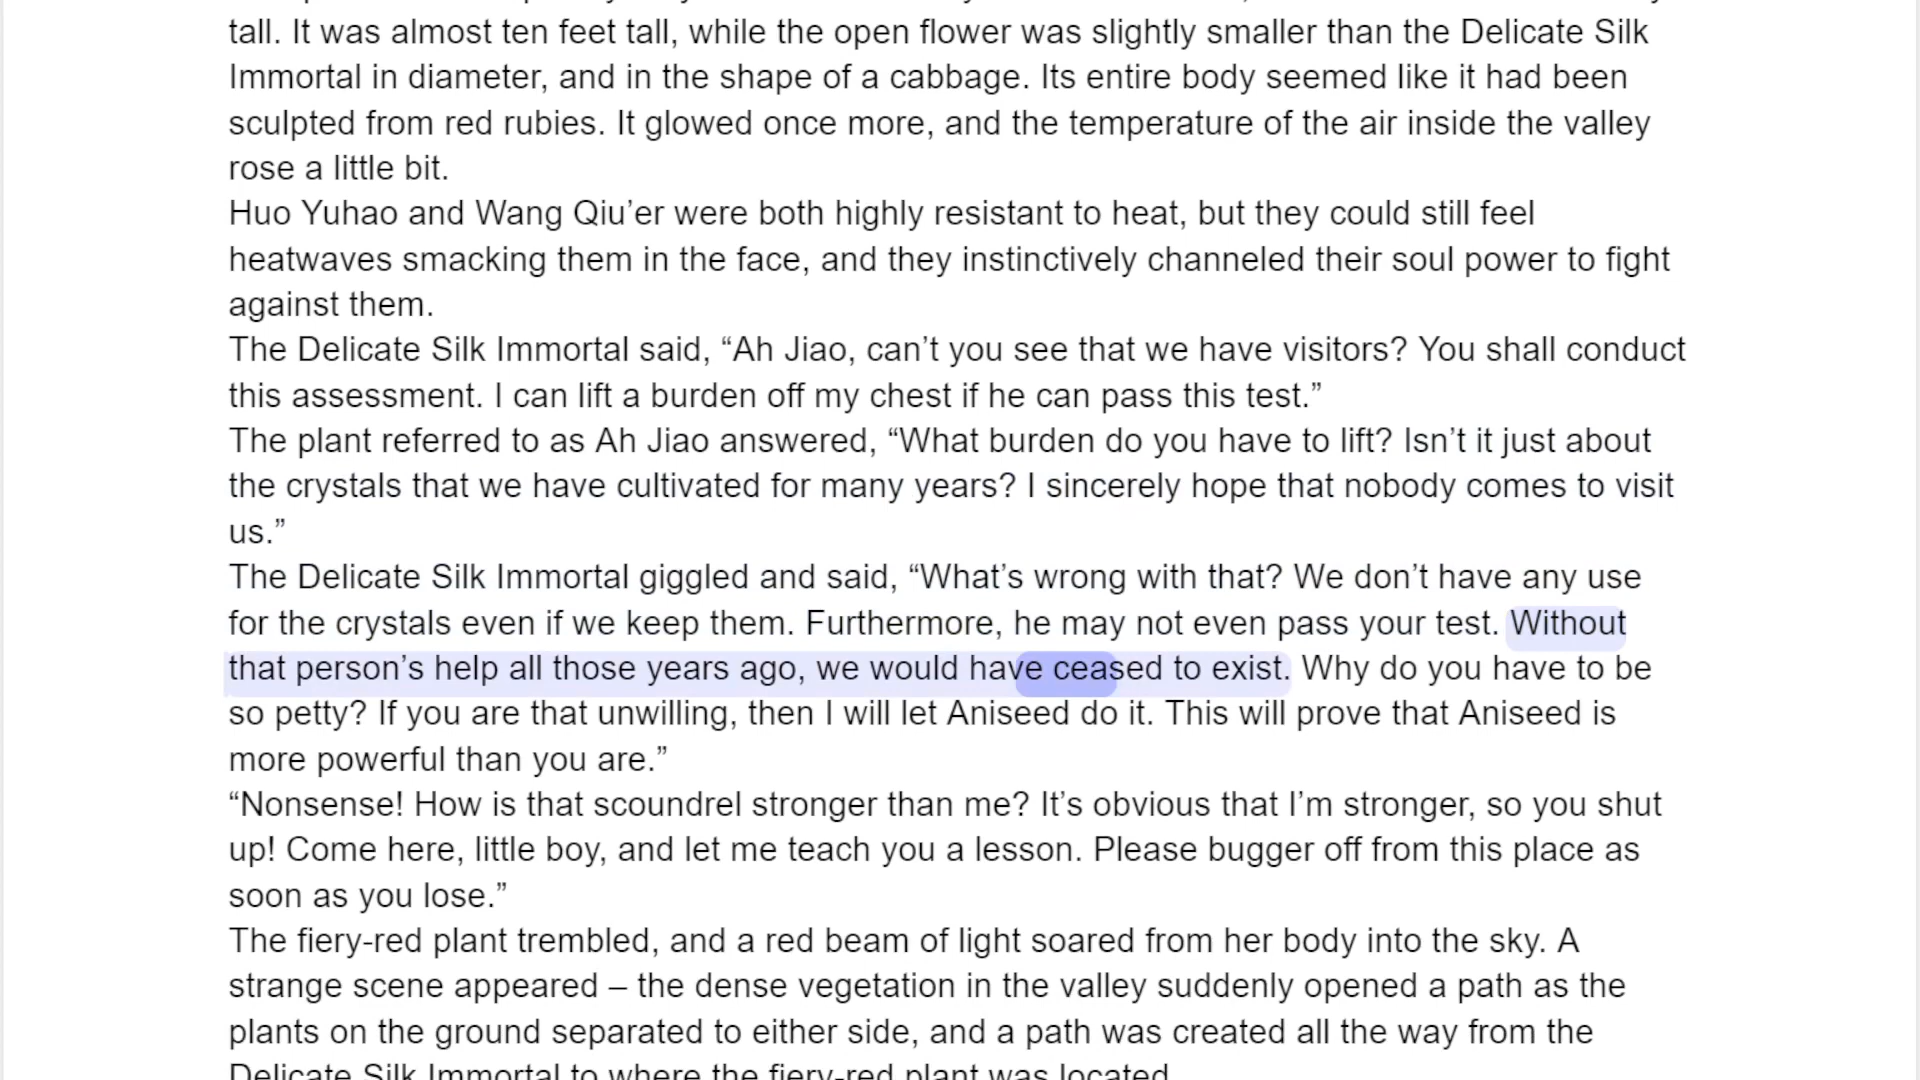 tall. It was almost ten feet tall, while the open flower was slightly smaller than the Delicate Silk
Immortal in diameter, and in the shape of a cabbage. Its entire body seemed like it had been
sculpted from red rubies. It glowed once more, and the temperature of the air inside the valley
rose a little bit.
Huo Yuhao and Wang Qiu’er were both highly resistant to heat, but they could still feel
heatwaves smacking them in the face, and they instinctively channeled their soul power to fight
against them.
The Delicate Silk Immortal said, “Ah Jiao, can’t you see that we have visitors? You shall conduct
this assessment. I can lift a burden off my chest if he can pass this test.”
The plant referred to as Ah Jiao answered, “What burden do you have to lift? Isn’t it just about
the crystals that we have cultivated for many years? I sincerely hope that nobody comes to visit
us.”
The Delicate Silk Immortal giggled and said, “What’s wrong with that? We don’t have any use
for the crystals even if we keep them. Furthermore, he may not even pass your test. Without
that person’s help all those years ago, we would have ceased to exist. Why do you have to be
so petty? If you are that unwilling, then I will let Aniseed do it. This will prove that Aniseed is
more powerful than you are.”
“Nonsense! How is that scoundrel stronger than me? It’s obvious that I’m stronger, so you shut
up! Come here, little boy, and let me teach you a lesson. Please bugger off from this place as
soon as you lose.”
The fiery-red plant trembled, and a red beam of light soared from her body into the sky. A
strange scene appeared – the dense vegetation in the valley suddenly opened a path as the
plants on the ground separated to either side, and a path was created all the way from the
Delicate Silk Immortal to where the fiery-red plant was located.